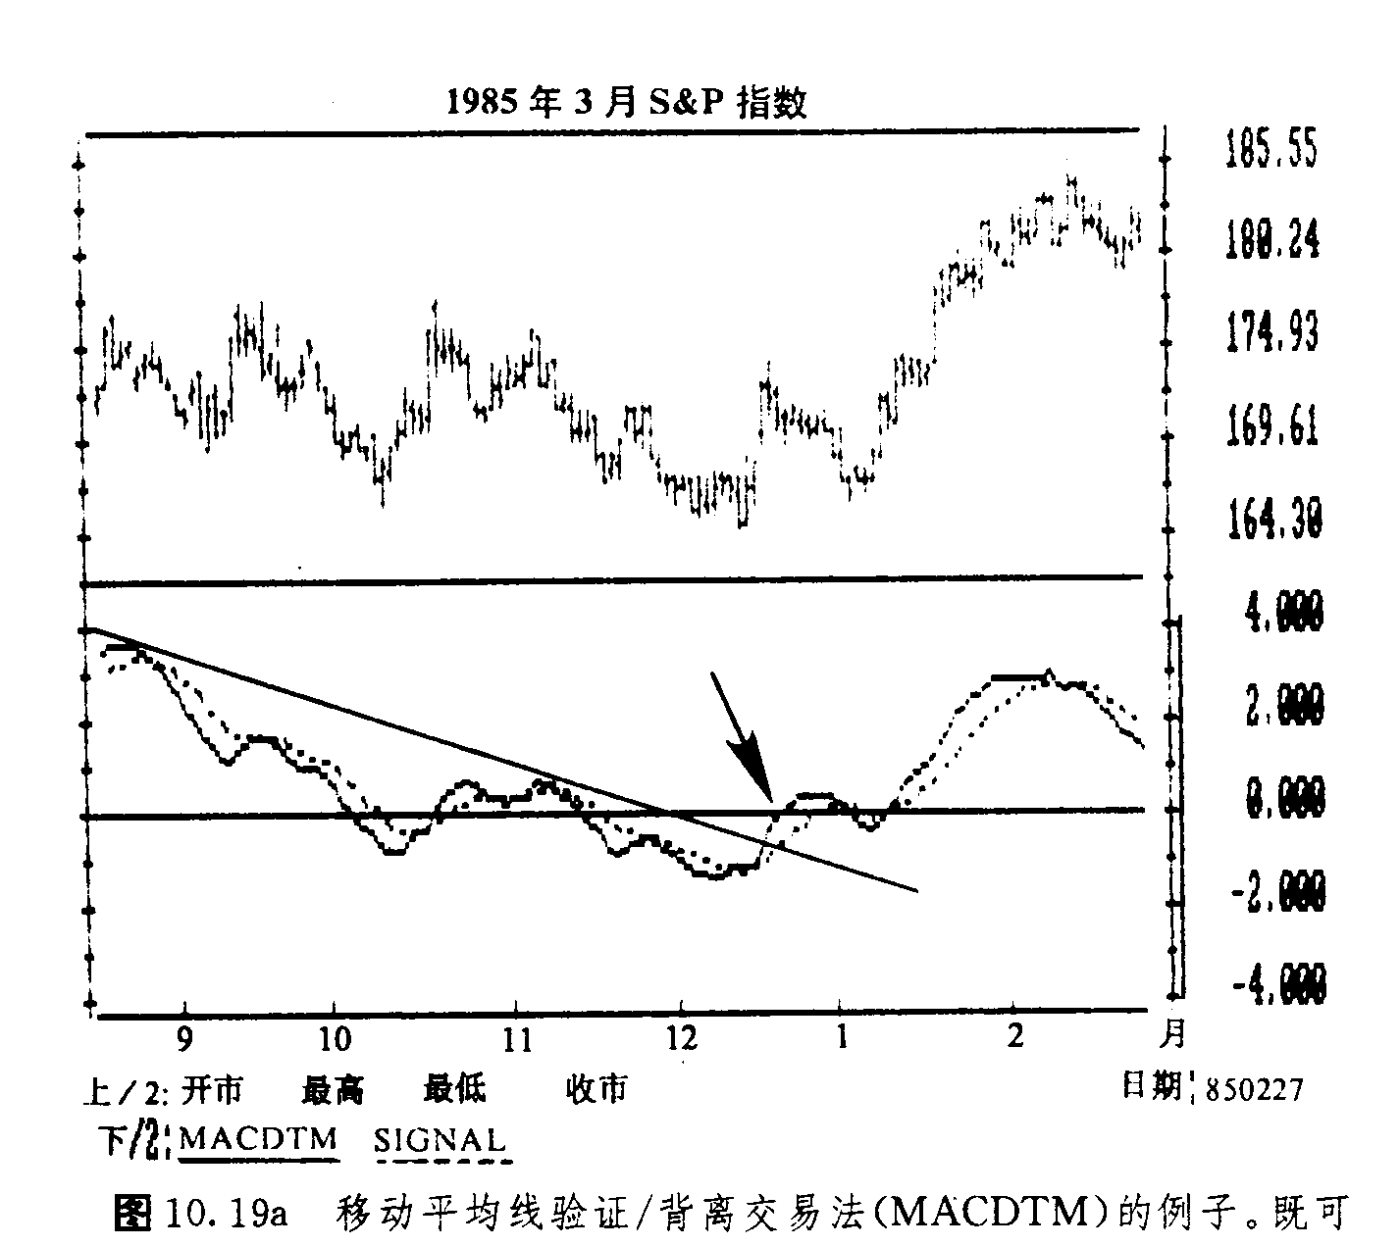 1985 年 3 月 S&P 指数
185.55
180.24
174.93
169.61
164.30
4.000
2.000
0.000
-2.000
-4.000
9 10 11 12 1 2 月
上/2: 开市 最高 最低 收市 日期: 850227
下/2: MACDTM SIGNAL
图 10.19a 移动平均线验证/背离交易法(MACDTM)的例子。既可